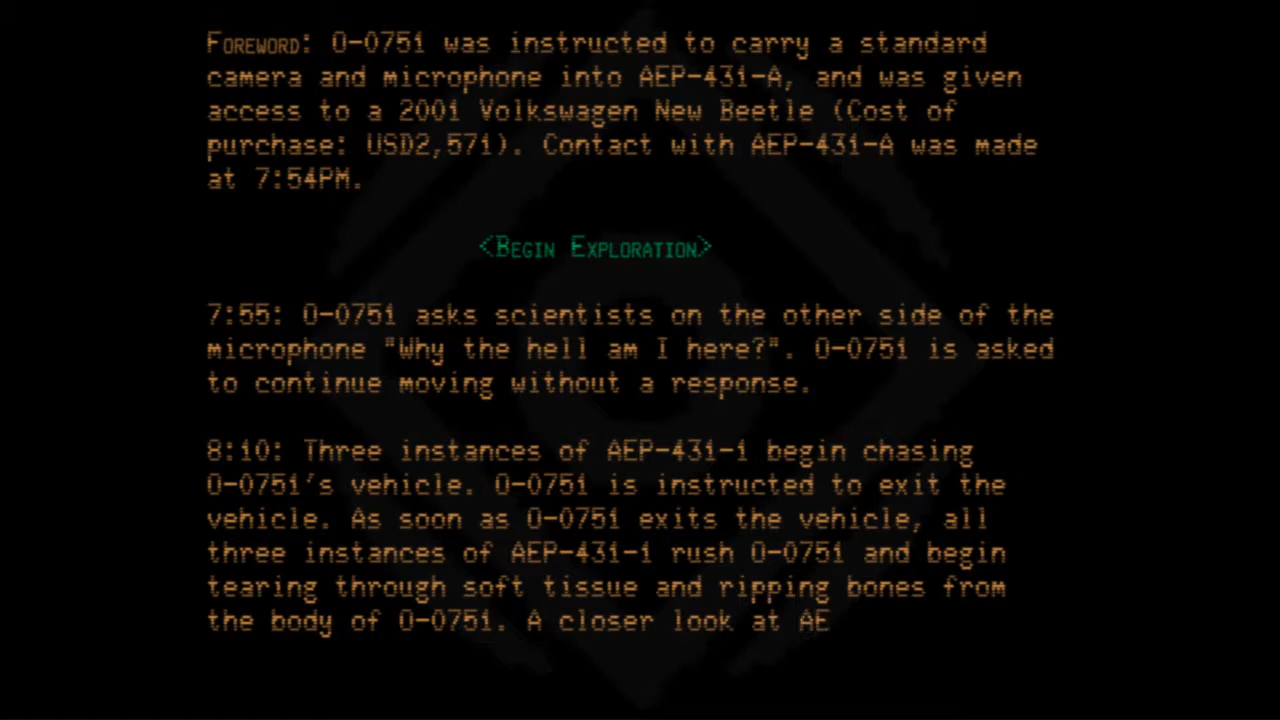 Foreword: O-0751 was instructed to carry a standard
camera and microphone into AEP-431-A, and was given
access to a 2001 Volkswagen New Beetle (Cost of
purchase: USD2,571). Contact with AEP-431-A was made
at 7:54PM.
<Begin Exploration>
7:55: O-0751 asks scientists on the other side of the
microphone "Why the hell am I here?". O-0751 is asked
to continue moving without a response.
8:10: Three instances of AEP-431-1 begin chasing
O-0751's vehicle. O-0751 is instructed to exit the
vehicle. As soon as O-0751 exits the vehicle, all
three instances of AEP-431-1 rush O-0751 and begin
tearing through soft tissue and ripping bones from
the body of O-0751. A closer look at AE